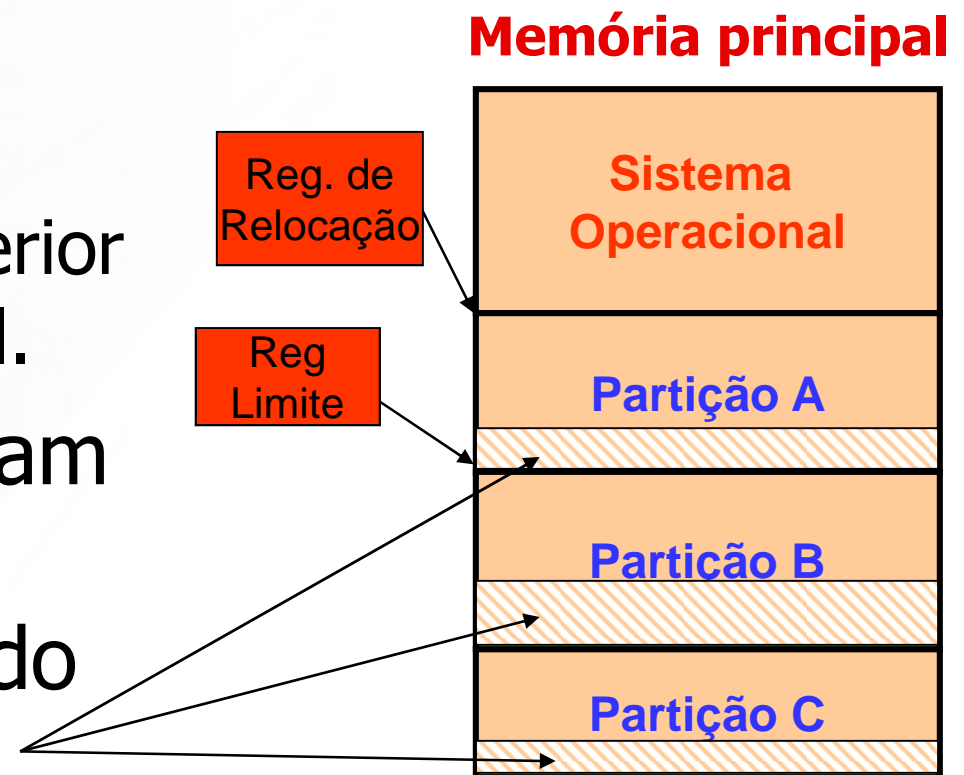 Memória principal
Reg. de
Relocação
Sistema
Operacional
erior
Reg
Limite
Partição A
am
Partição B
do
Partição C